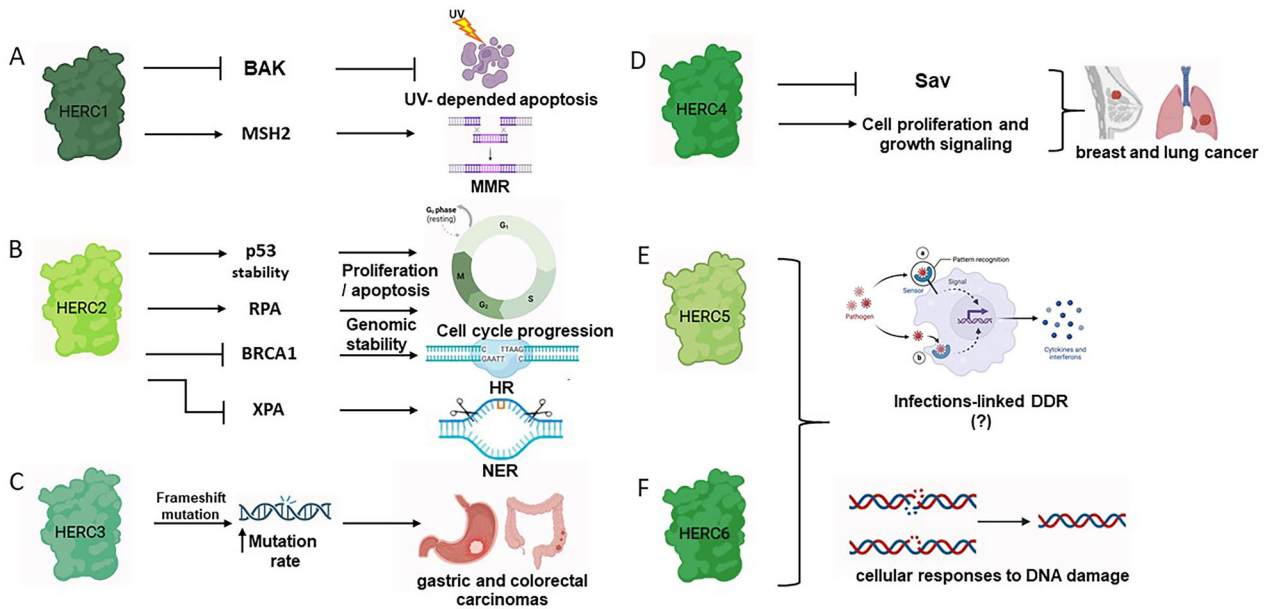 A
HERC1
BAK
UV
UV- depended apoptosis
MSH2
MMR
B
HERC2
p53
stability
RPA
BRCA1
XPA
Proliferation
/ apoptosis
Genomic
stability
G₀ phase
(resting)
G₁
S
G₂
M
Cell cycle progression
C TTAAG
GAATT C
HR
NER
C
HERC3
Frameshift
mutation
Mutation
rate
gastric and colorectal
carcinomas
D
HERC4
Sav
Cell proliferation and
growth signaling
breast and lung cancer
E
HERC5
a
Pattern recognition
Sensor
Signal
Pathogen
b
Cytokines and
interferons
Infections-linked DDR
(?)
F
HERC6
cellular responses to DNA damage